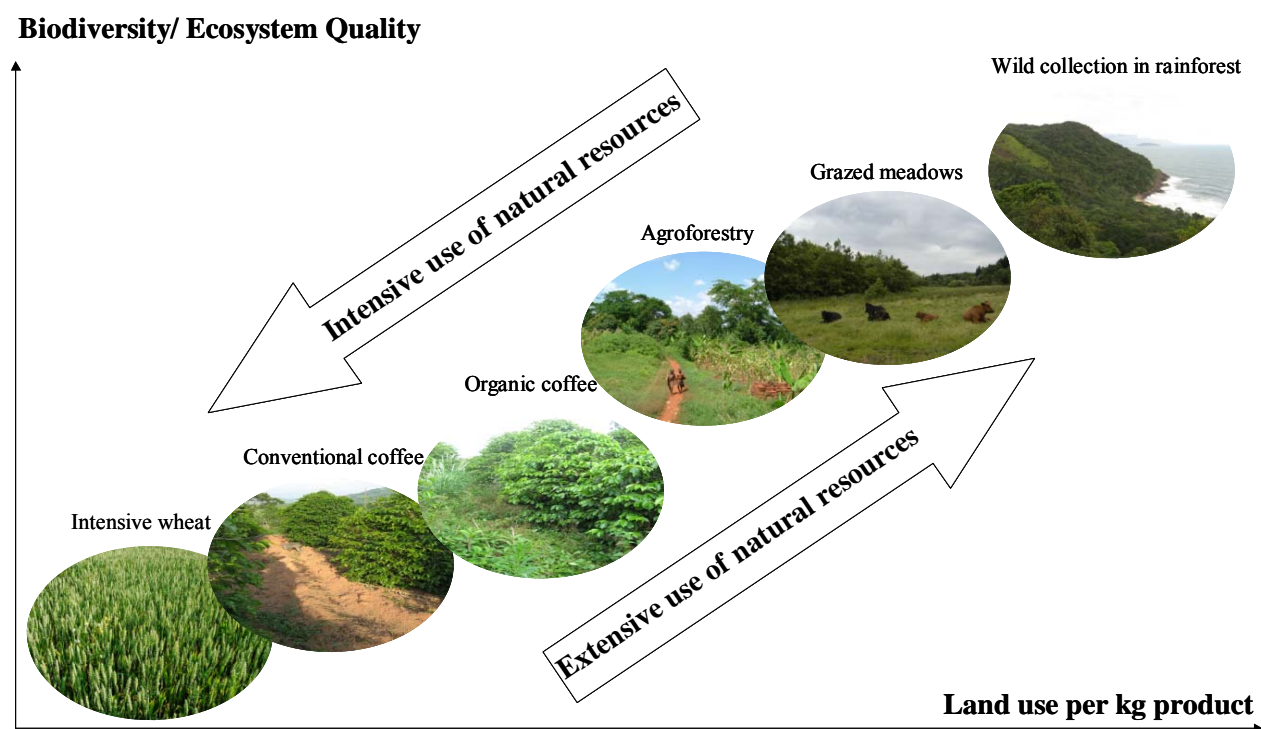 Biodiversity/ Ecosystem Quality
Wild collection in rainforest
Intensive use of natural resources
Grazed meadows
Agroforestry
Organic coffee
Conventional coffee
Intensive wheat
Extensive use of natural resources
Land use per kg product